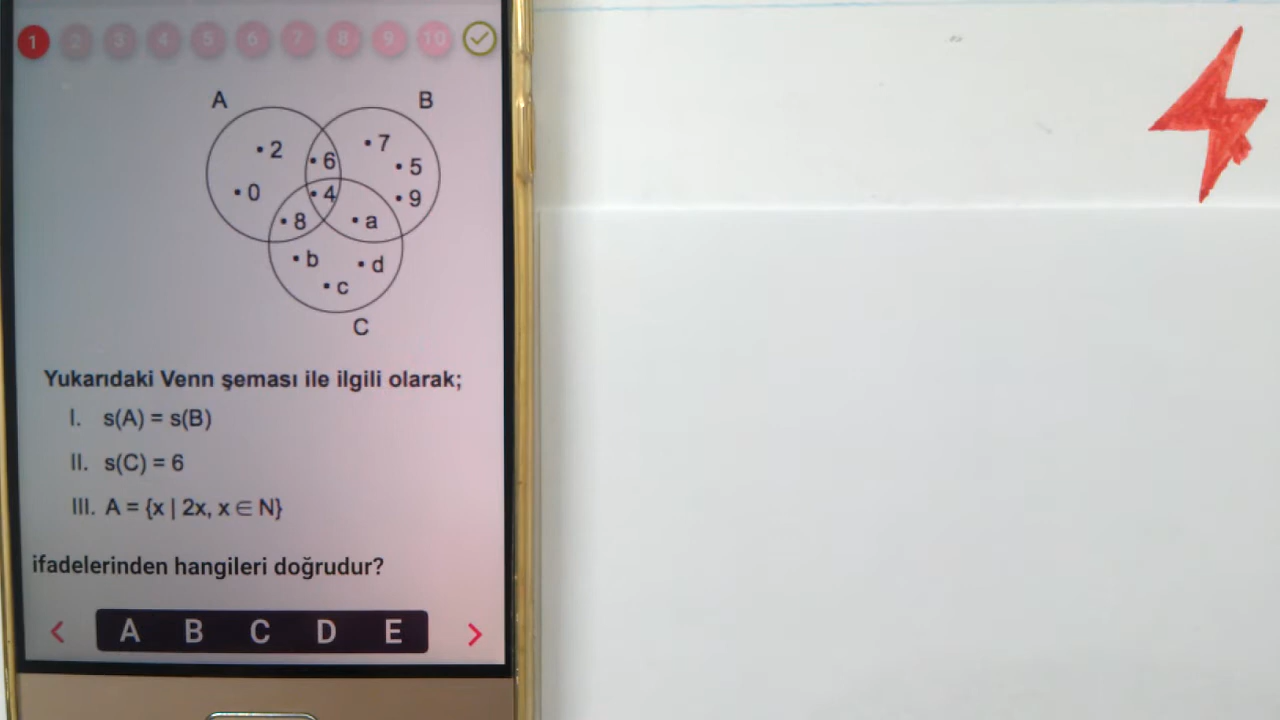 1 2 3 4 5 6 7 8 9 10
A B
• 2 • 7
• 6 • 5
• 0 • 4 • 9
• 8 • a
• b • d
• c
C
Yukarıdaki Venn şeması ile ilgili olarak;
I. s(A) = s(B)
II. s(C) = 6
III. A = {x | 2x, x ∈ N}
ifadelerinden hangileri doğrudur?
< A B C D E >